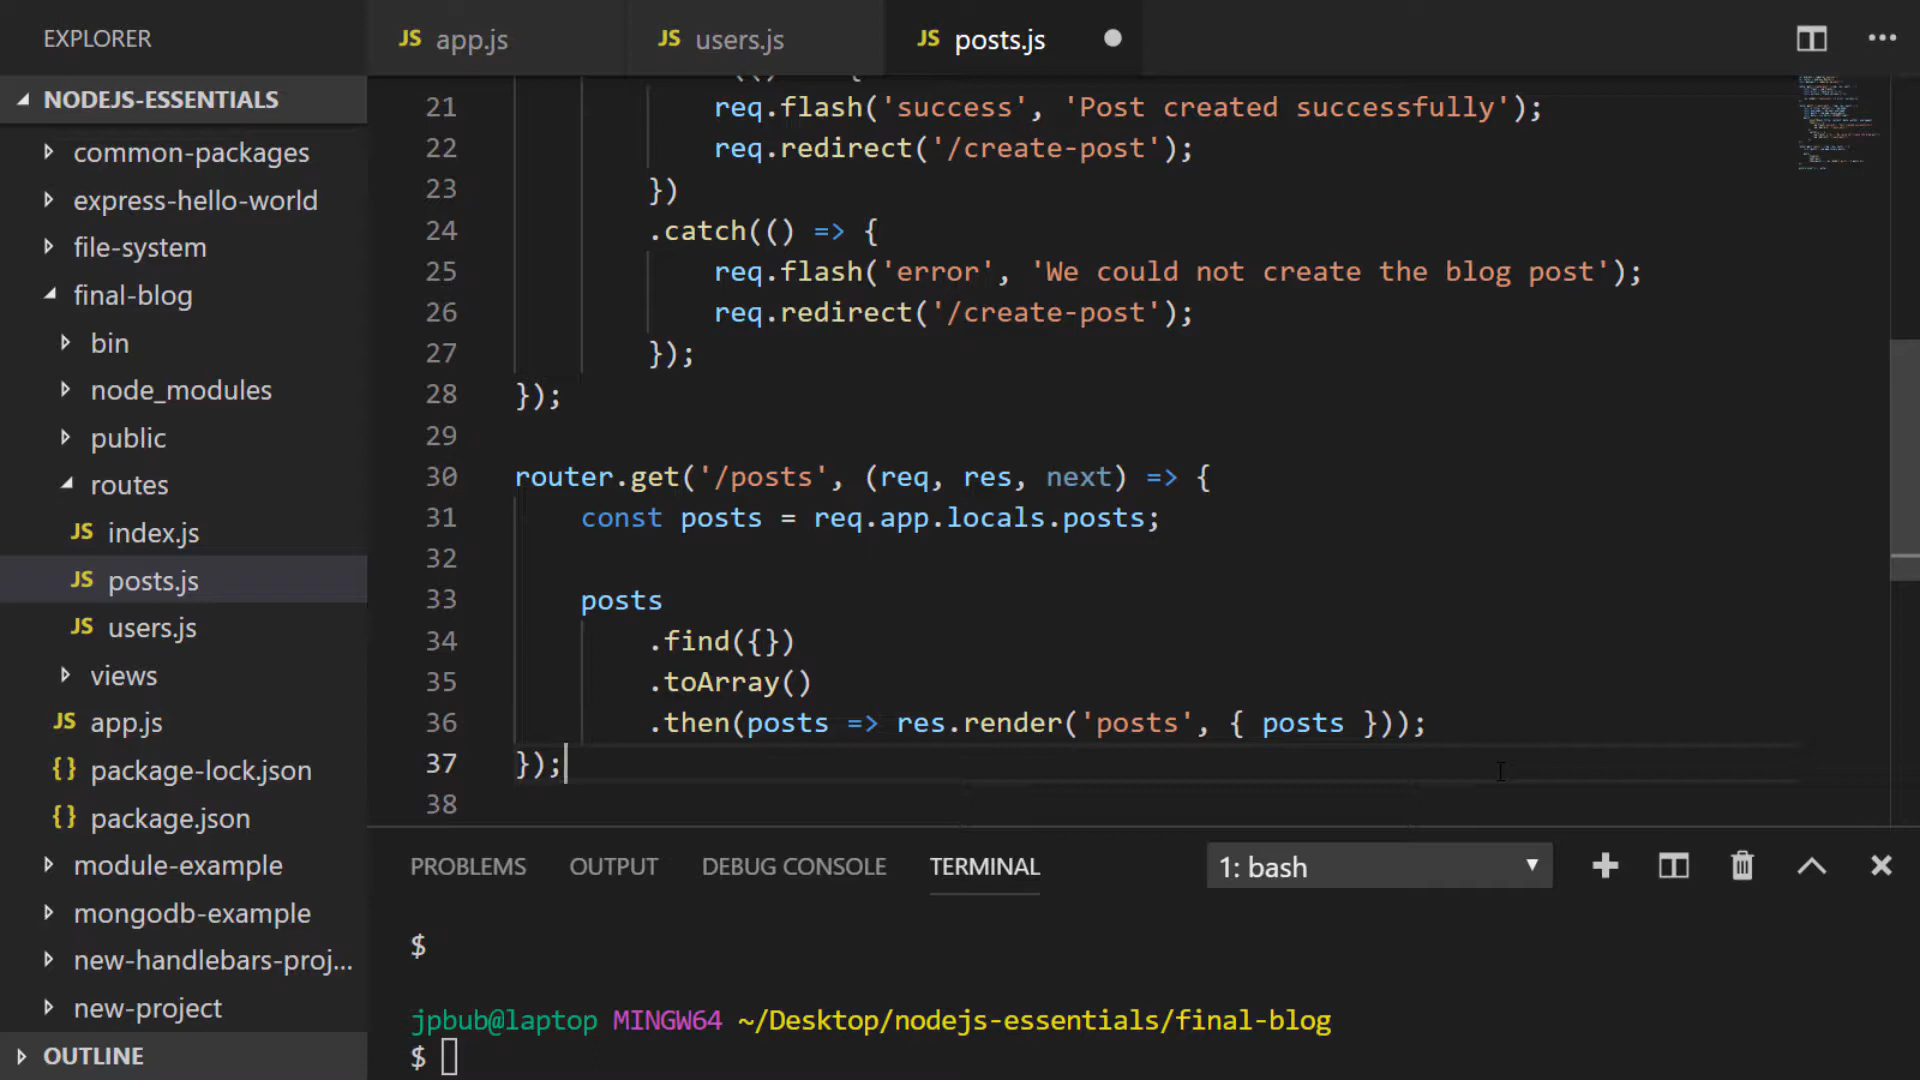 EXPLORER
JS app.js
JS users.js
JS posts.js
NODEJS-ESSENTIALS
common-packages
express-hello-world
file-system
final-blog
bin
node_modules
public
routes
JS index.js
JS posts.js
JS users.js
views
JS app.js
{} package-lock.json
{} package.json
module-example
mongodb-example
new-handlebars-proj...
new-project
OUTLINE
21 req.flash('success', 'Post created successfully');
22 req.redirect('/create-post');
23 })
24 .catch(() => {
25 req.flash('error', 'We could not create the blog post');
26 req.redirect('/create-post');
27 });
28 });
29
30 router.get('/posts', (req, res, next) => {
31 const posts = req.app.locals.posts;
32
33 posts
34 .find({})
35 .toArray()
36 .then(posts => res.render('posts', { posts }));
37 });
38
PROBLEMS OUTPUT DEBUG CONSOLE TERMINAL 1: bash
$
jpbub@laptop MINGW64 ~/Desktop/nodejs-essentials/final-blog
$